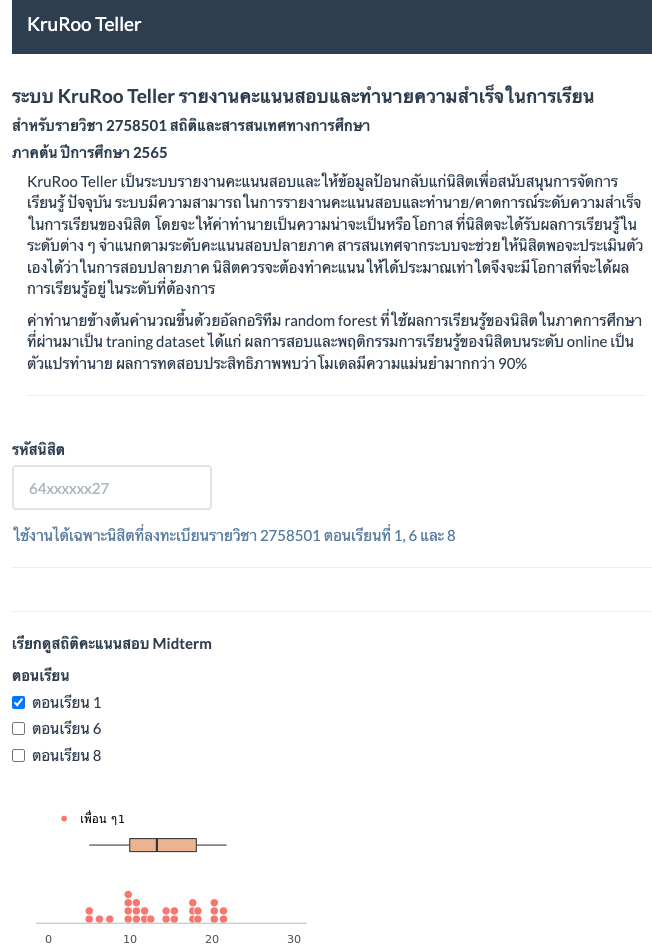 KruRoo Teller
ระบบ KruRoo Teller รายงานคะแนนสอบและทำนายความสำเร็จในการเรียน
สำหรับรายวิชา 2758501 สถิติและสารสนเทศทางการศึกษา
ภาคต้น ปีการศึกษา 2565
KruRoo Teller เป็นระบบรายงานคะแนนสอบและให้ข้อมูลป้อนกลับแก่นิสิตเพื่อสนับสนุนการจัดการ
เรียนรู้ ปัจจุบัน ระบบมีความสามารถในการรายงานคะแนนสอบและทำนาย/คาดการณ์ระดับความสำเร็จ
ในการเรียนของนิสิต โดยจะให้ค่าทำนายเป็นความน่าจะเป็นหรือโอกาส ที่นิสิตจะได้รับผลการเรียนรู้ใน
ระดับต่าง ๆ จำแนกตามระดับคะแนนสอบปลายภาค สารสนเทศจากระบบจะช่วยให้นิสิตพอจะประเมินตัว
เองได้ว่าในการสอบปลายภาค นิสิตควรจะต้องทำคะแนนให้ได้ประมาณเท่าใดจึงจะมีโอกาสที่จะได้ผล
การเรียนรู้อยู่ในระดับที่ต้องการ
ค่าทำนายข้างต้นคำนวณขึ้นด้วยอัลกอริทึม random forest ที่ใช้ผลการเรียนรู้ของนิสิตในภาคการศึกษา
ที่ผ่านมาเป็น traning dataset ได้แก่ ผลการสอบและพฤติกรรมการเรียนรู้ของนิสิตบนระดับ online เป็น
ตัวแปรทำนาย ผลการทดสอบประสิทธิภาพพบว่าโมเดลมีความแม่นยำมากกว่า 90%
รหัสนิสิต
64xxxxxx27
ใช้งานได้เฉพาะนิสิตที่ลงทะเบียนรายวิชา 2758501 ตอนเรียนที่ 1, 6 และ 8
เรียกดูสถิติคะแนนสอบ Midterm
ตอนเรียน
ตอนเรียน 1
ตอนเรียน 6
ตอนเรียน 8
เพื่อน ๆ1
0 10 20 30